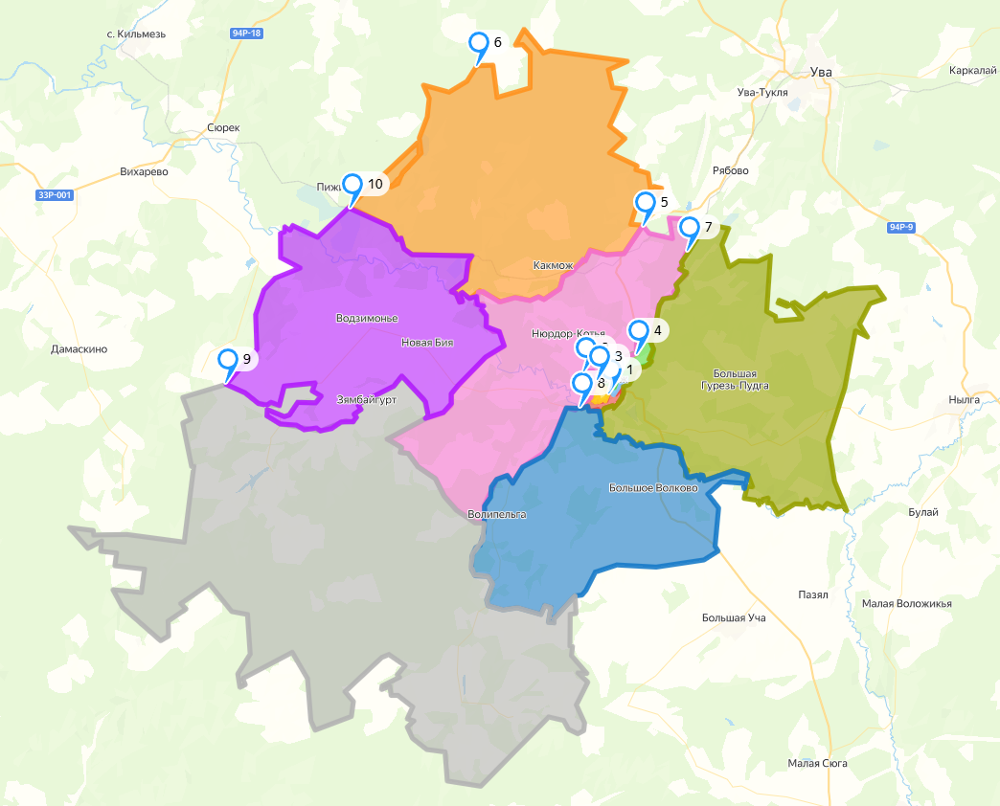 с. Кильмезь
94Р-18
6
Ува
Каркалай
Ува-Тукля
Сюрек
Вихарево
Рябово
33Р-001
10
5
94Р-9
7
Какмож
Водзимонье
Новая Бия
Нюрдор-Котья
4
Дамаскино
9
3
1
8
Большая
Гурезь Пудга
Зямбайгурт
Нылга
Большое Волково
Волипельга
Булай
Пазял
Малая Воложикья
Большая Уча
Малая Сюга